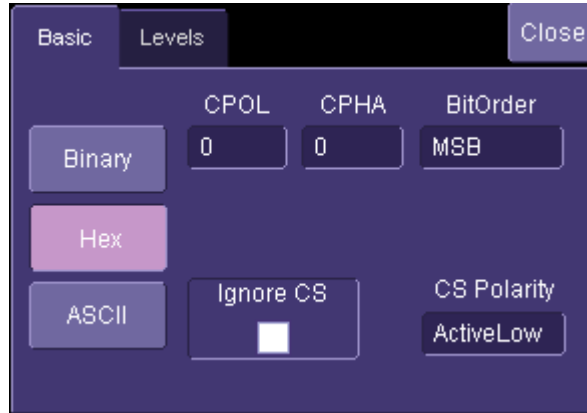 Basic Levels Close
CPOL CPHA BitOrder
Binary 0 0 MSB
Hex
Ignore CS CS Polarity
ASCII ActiveLow